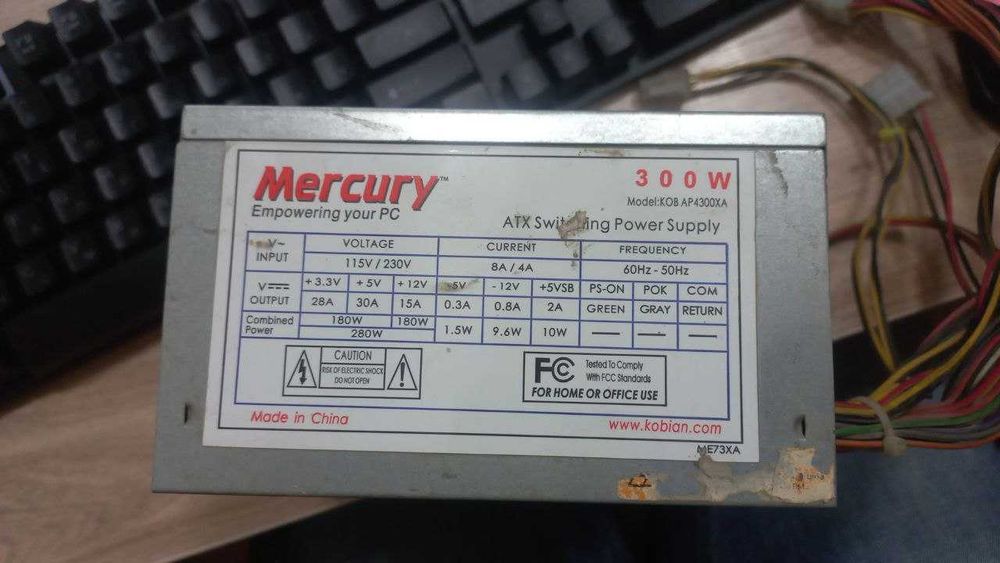 Mercury™
Empowering your PC
300W
Model:KOB AP4300XA
ATX Switching Power Supply
V~ INPUT
VOLTAGE CURRENT FREQUENCY
115V / 230V 8A / 4A 60Hz - 50Hz
V⎓ OUTPUT
+3.3V +5V +12V -5V -12V +5VSB PS-ON POK COM
28A 30A 15A 0.3A 0.8A 2A GREEN GRAY RETURN
Combined Power
180W 180W
280W
1.5W 9.6W 10W — — —
CAUTION
RISK OF ELECTRIC SHOCK
DO NOT OPEN
FC Tested To Comply
With FCC Standards
FOR HOME OR OFFICE USE
Made in China
www.kobian.com
ME73XA